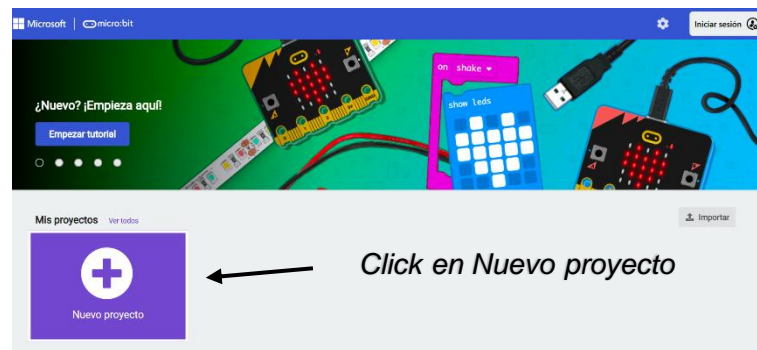 Microsoft | micro:bit
Iniciar sesión
¿Nuevo? ¡Empieza aquí!
Empezar tutorial
on shake
show leds
Mis proyectos Ver todos
Importar
Nuevo proyecto
Click en Nuevo proyecto